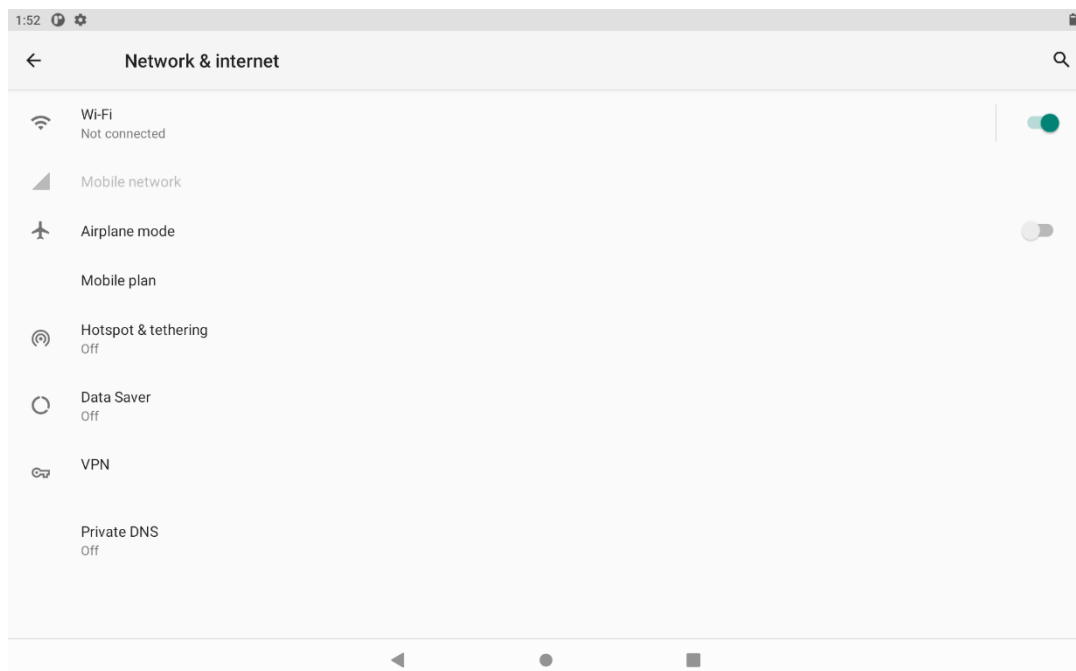 1:52
Network & internet
Wi-Fi
Not connected
Mobile network
Airplane mode
Mobile plan
Hotspot & tethering
Off
Data Saver
Off
VPN
Private DNS
Off